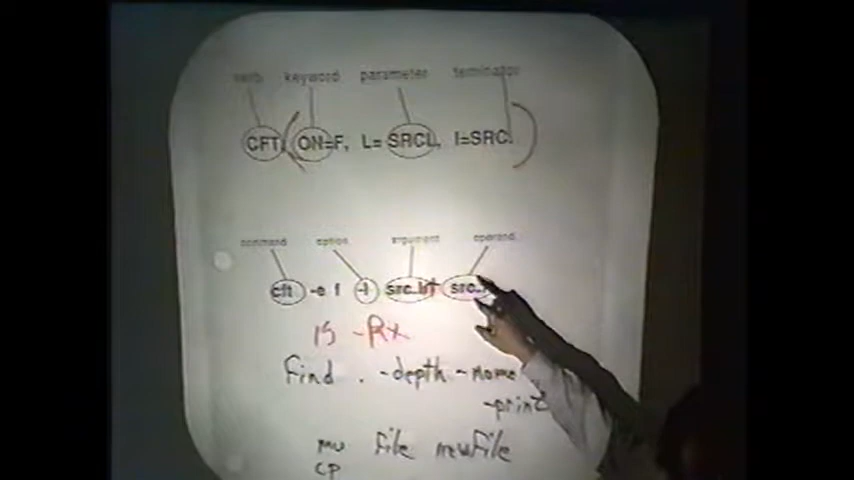 verb keyword parameter terminator
CFT, ON=F, L= SRCL, I=SRC.
command option argument operand
cft -e f -l src.lst src.
ls -Rx
find . -depth -name
-print
mv file newfile
cp